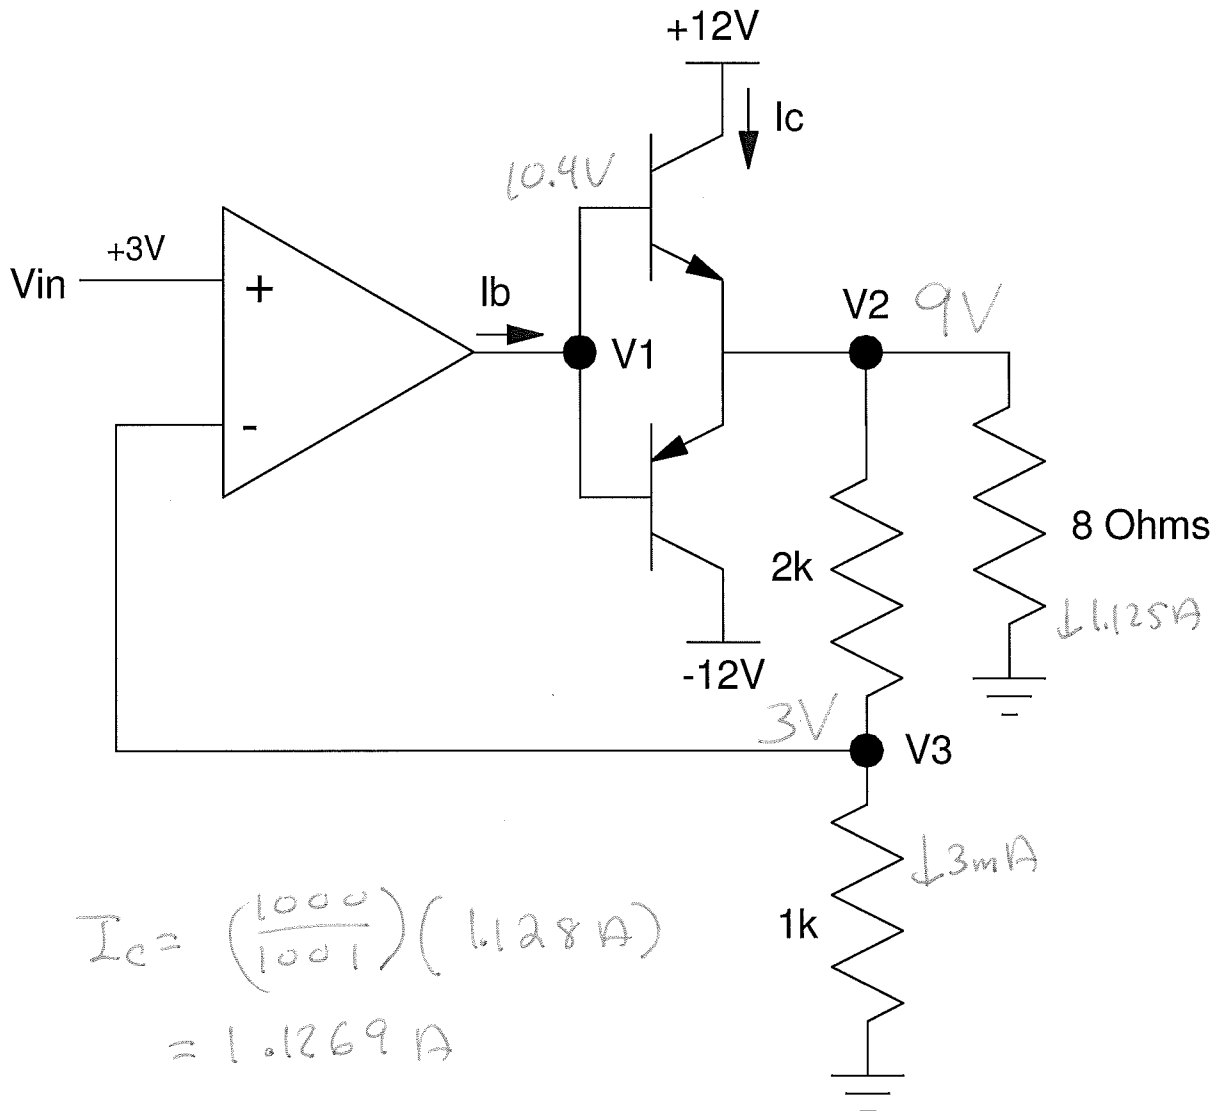 +12V
Ic
10.4V
+3V
Vin
+
Ib
V2 9V
V1
-
8 Ohms
2k
↓1.125A
-12V
3V
V3
↓3mA
1k
Ic = (1000/1001)(1.128A)
= 1.1269A